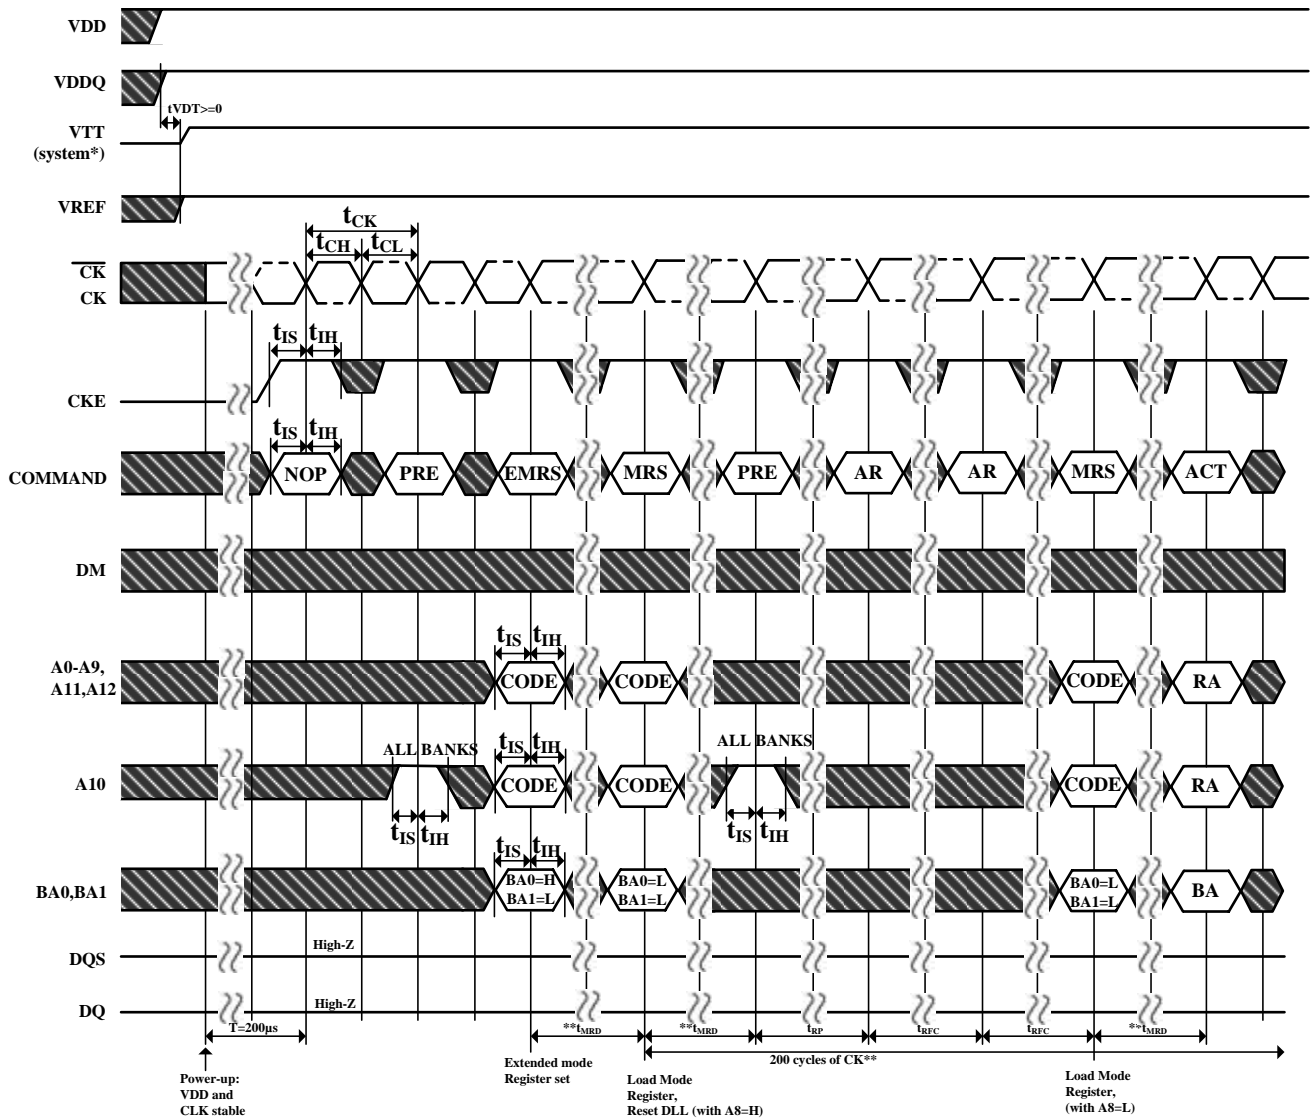 VDD
VDDQ
tVDT>=0
VTT
(system*)
VREF
tCK
tCH tCL
CK
CK
tIS tIH
CKE
tIS tIH
COMMAND NOP PRE EMRS MRS PRE AR AR MRS ACT
DM
tIS tIH
A0-A9,
A11,A12 CODE CODE CODE RA
ALL BANKS tIS tIH ALL BANKS
A10 CODE CODE CODE RA
tIS tIH tIS tIH
tIS tIH
BA0,BA1 BA0=H BA0=L BA0=L BA
BA1=L BA1=L BA1=L
High-Z
DQS
High-Z
DQ
T=200µs **tMRD **tMRD tRP tRFC tRFC **tMRD
200 cycles of CK**
Power-up:
VDD and
CLK stable
Extended mode
Register set
Load Mode
Register,
Reset DLL (with A8=H)
Load Mode
Register,
(with A8=L)